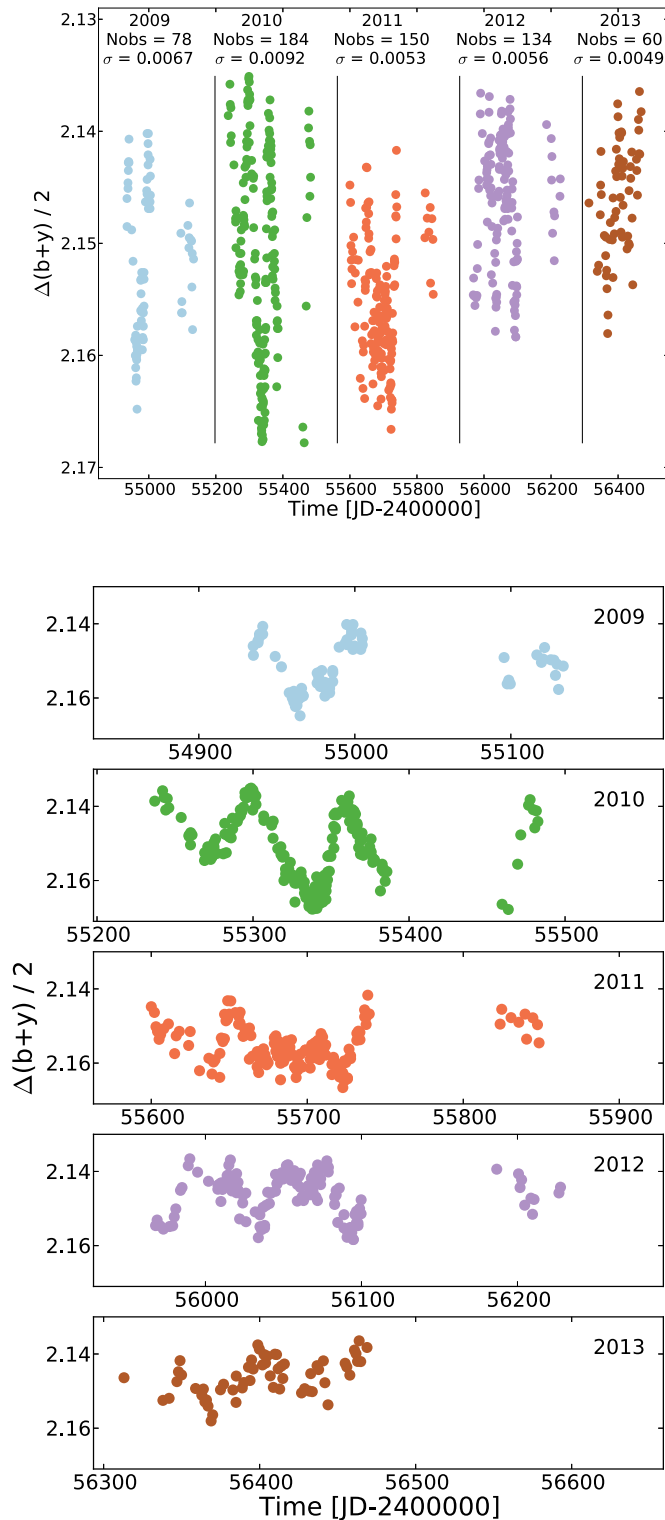 2009 2010 2011 2012 2013
Nobs = 78 Nobs = 184 Nobs = 150 Nobs = 134 Nobs = 60
σ = 0.0067 σ = 0.0092 σ = 0.0053 σ = 0.0056 σ = 0.0049
2.13
2.14
2.15
2.16
2.17
Δ(b+y) / 2
55000 55200 55400 55600 55800 56000 56200 56400
Time [JD-2400000]
2009
2.14
2.16
54900 55000 55100
2010
2.14
2.16
55200 55300 55400 55500
Δ(b+y) / 2
2011
2.14
2.16
55600 55700 55800 55900
2012
2.14
2.16
56000 56100 56200
2013
2.14
2.16
56300 56400 56500 56600
Time [JD-2400000]